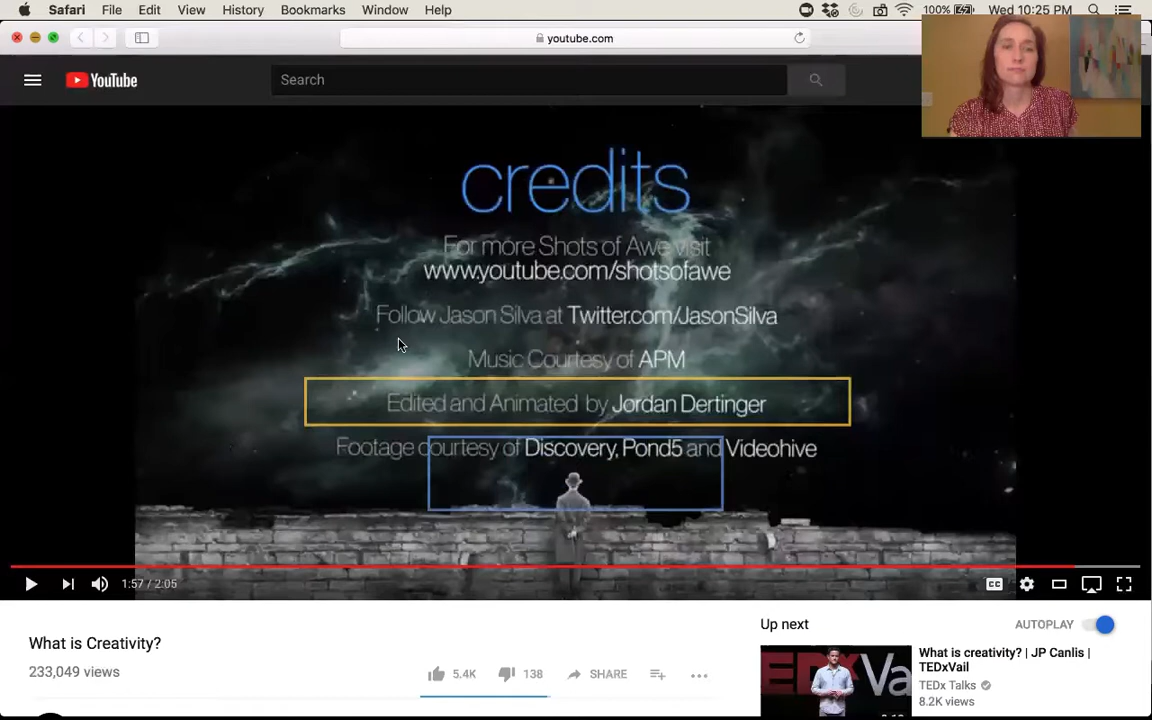 Safari File Edit View History Bookmarks Window Help 100% Wed 10:25 PM
youtube.com
YouTube Search
credits
For more Shots of Awe visit
www.youtube.com/shotsofawe
Follow Jason Silva at Twitter.com/JasonSilva
Music Courtesy of APM
Edited and Animated by Jordan Dertinger
Footage courtesy of Discovery, Pond5 and Videohive
1:57 / 2:05 CC
What is Creativity?
233,049 views
5.4K 138 SHARE
Up next AUTOPLAY
What is creativity? | JP Canlis |
TEDxVail
TEDx Talks
8.2K views